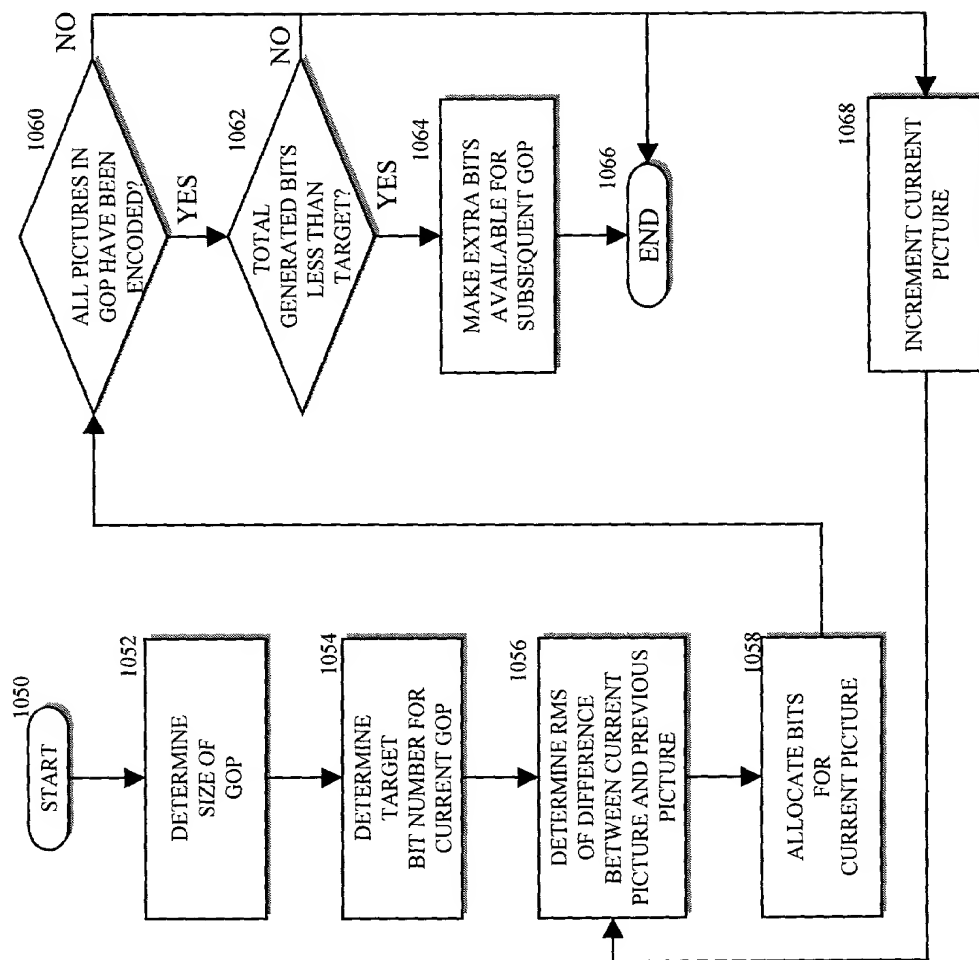 1050
START
1052
DETERMINE
SIZE OF
GOP
1054
DETERMINE
TARGET
BIT NUMBER FOR
CURRENT GOP
1056
DETERMINE RMS
OF DIFFERENCE
BETWEEN CURRENT
PICTURE AND PREVIOUS
PICTURE
1058
ALLOCATE BITS
FOR
CURRENT PICTURE
1060
ALL PICTURES IN
GOP HAVE BEEN
ENCODED?
NO
YES
1062
TOTAL
GENERATED BITS
LESS THAN
TARGET?
NO
YES
1064
MAKE EXTRA BITS
AVAILABLE FOR
SUBSEQUENT GOP
1066
END
1068
INCREMENT CURRENT
PICTURE